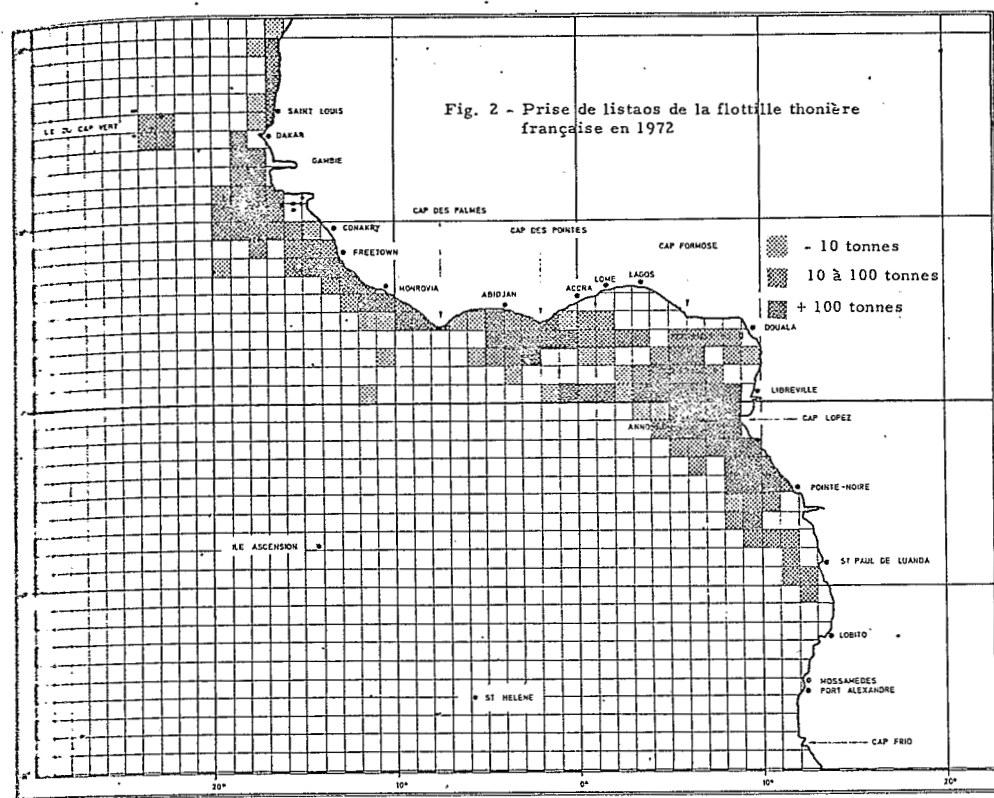 Fig. 2 - Prise de listaos de la flottille thonière
française en 1972
SAINT LOUIS
CAP VERT
DAKAR
GAMBIE
CAP DES PALMES
CONAKRY
CAP DES POINTES
FREETOWN
CAP FORMOSE
- 10 tonnes
10 à 100 tonnes
+ 100 tonnes
MONROVIA
ABIDJAN
ACCRA
LOME
LAGOS
DOUALA
LIBREVILLE
CAP LOPEZ
POINTE-NOIRE
ILE ASCENSION
ST PAUL DE LUANDA
LOBITO
MOSSAMEDES
PORT ALEXANDRE
ST HELENE
CAP FRIO
20°
10°
0°
10°
20°